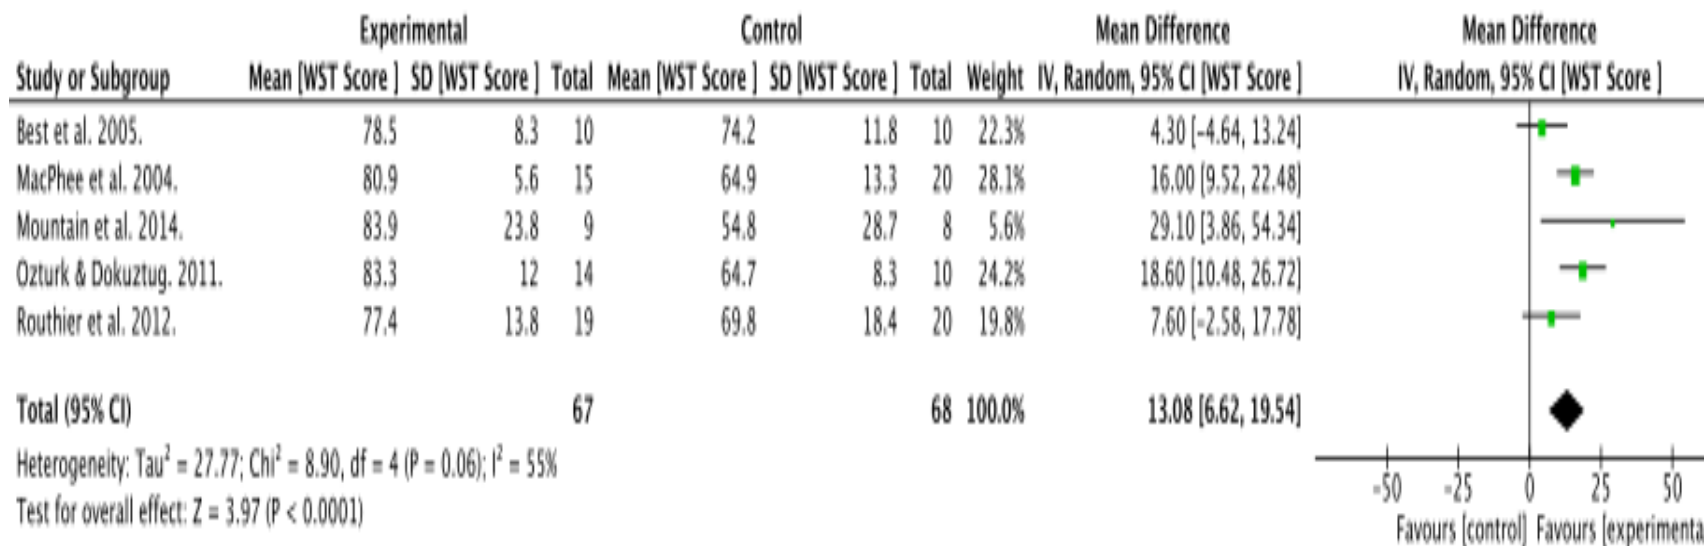 Experimental Control Mean Difference Mean Difference
Study or Subgroup Mean [WST Score ] SD [WST Score ] Total Mean [WST Score ] SD [WST Score ] Total Weight IV, Random, 95% CI [WST Score ] IV, Random, 95% CI [WST Score ]
Best et al. 2005. 78.5 8.3 10 74.2 11.8 10 22.3% 4.30 [-4.64, 13.24]
MacPhee et al. 2004. 80.9 5.6 15 64.9 13.3 20 28.1% 16.00 [9.52, 22.48]
Mountain et al. 2014. 83.9 23.8 9 54.8 28.7 8 5.6% 29.10 [3.86, 54.34]
Ozturk & Dokuztug. 2011. 83.3 12 14 64.7 8.3 10 24.2% 18.60 [10.48, 26.72]
Routhier et al. 2012. 77.4 13.8 19 69.8 18.4 20 19.8% 7.60 [-2.58, 17.78]
Total (95% CI) 67 68 100.0% 13.08 [6.62, 19.54]
Heterogeneity: Tau² = 27.77; Chi² = 8.90, df = 4 (P = 0.06); I² = 55%
Test for overall effect: Z = 3.97 (P < 0.0001)
-50 -25 0 25 50
Favours [control] Favours [experimenta